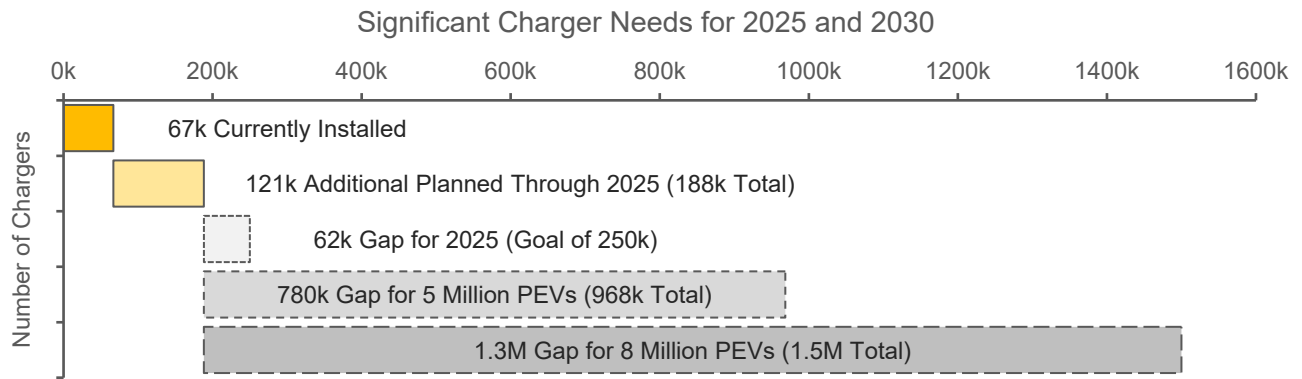 Significant Charger Needs for 2025 and 2030
0k 200k 400k 600k 800k 1000k 1200k 1400k 1600k
Number of Chargers
67k Currently Installed
121k Additional Planned Through 2025 (188k Total)
62k Gap for 2025 (Goal of 250k)
780k Gap for 5 Million PEVs (968k Total)
1.3M Gap for 8 Million PEVs (1.5M Total)